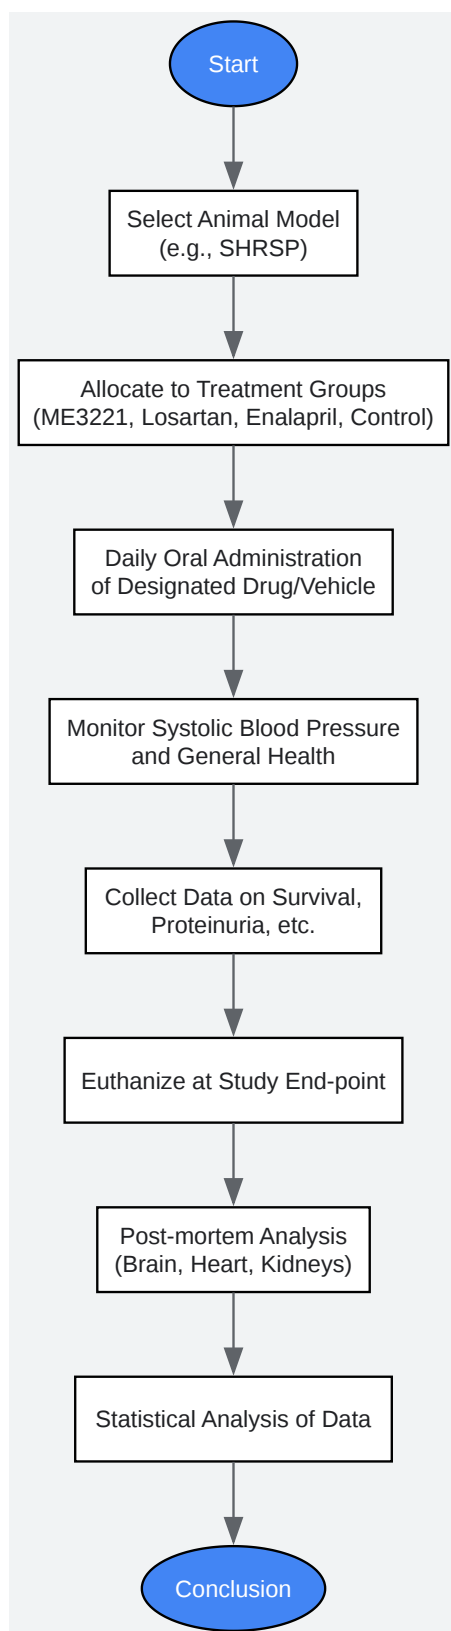 Start
Select Animal Model
(e.g., SHRSP)
Allocate to Treatment Groups
(ME3221, Losartan, Enalapril, Control)
Daily Oral Administration
of Designated Drug/Vehicle
Monitor Systolic Blood Pressure
and General Health
Collect Data on Survival,
Proteinuria, etc.
Euthanize at Study End-point
Post-mortem Analysis
(Brain, Heart, Kidneys)
Statistical Analysis of Data
Conclusion